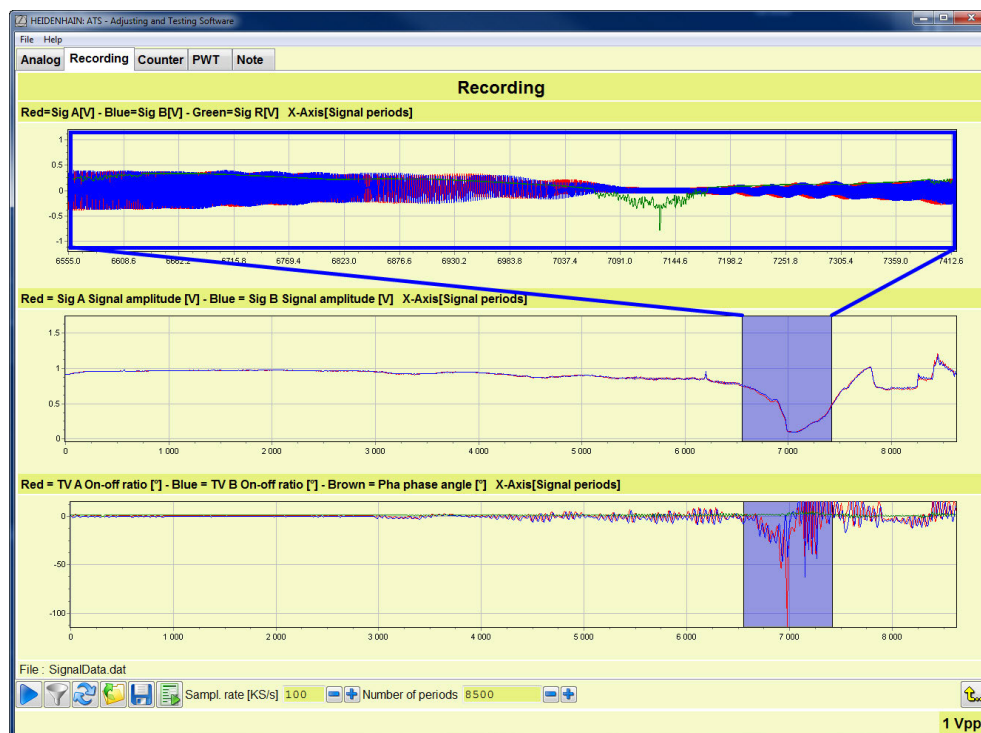 HEIDENHAIN: ATS - Adjusting and Testing Software
File Help
Analog Recording Counter PWT Note
Recording
Red=Sig A[V] - Blue=Sig B[V] - Green=Sig R[V] X-Axis[Signal periods]
1
0.5
0
-0.5
-1
6555.0 6608.6 6662.2 6715.8 6769.4 6823.0 6876.6 6930.2 6983.8 7037.4 7091.0 7144.6 7198.2 7251.8 7305.4 7359.0 7412.6
Red = Sig A Signal amplitude [V] - Blue = Sig B Signal amplitude [V] X-Axis[Signal periods]
1.5
1
0.5
0
0 1 000 2 000 3 000 4 000 5 000 6 000 7 000 8 000
Red = TV A On-off ratio [°] - Blue = TV B On-off ratio [°] - Brown = Pha phase angle [°] X-Axis[Signal periods]
0
-50
-100
0 1 000 2 000 3 000 4 000 5 000 6 000 7 000 8 000
File : SignalData.dat
Sampl. rate [KS/s] 100 Number of periods 8500
1 Vpp